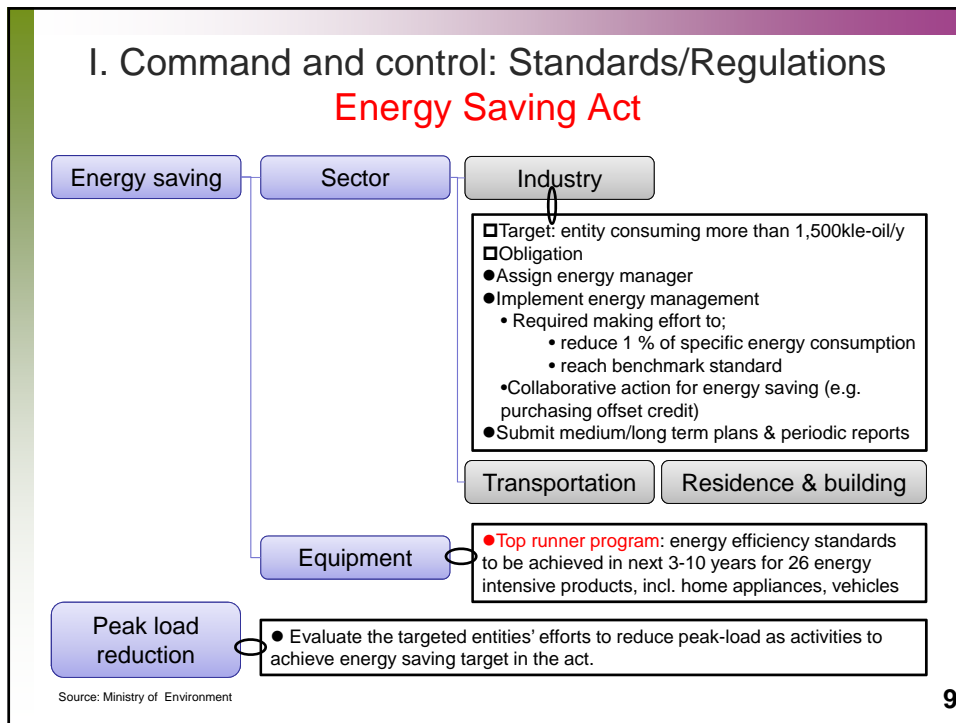 I. Command and control: Standards/Regulations
Energy Saving Act
Energy saving
Sector
Industry
Target: entity consuming more than 1,500kle-oil/y
Obligation
●Assign energy manager
●Implement energy management
• Required making effort to;
• reduce 1 % of specific energy consumption
• reach benchmark standard
•Collaborative action for energy saving (e.g.
purchasing offset credit)
●Submit medium/long term plans & periodic reports
Transportation
Residence & building
Equipment
●Top runner program: energy efficiency standards
to be achieved in next 3-10 years for 26 energy
intensive products, incl. home appliances, vehicles
Peak load
reduction
● Evaluate the targeted entities' efforts to reduce peak-load as activities to
achieve energy saving target in the act.
Source: Ministry of Environment
9